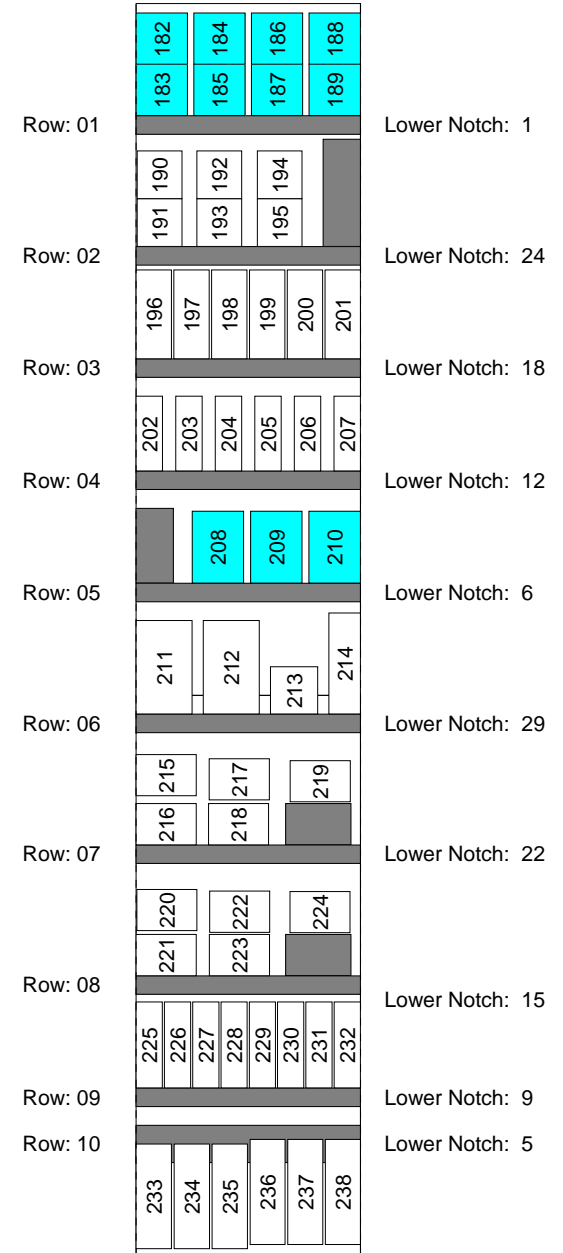 182 184 186 188
183 185 187 189
Row: 01 Lower Notch: 1
190 192 194
191 193 195
Row: 02 Lower Notch: 24
196 197 198 199 200 201
Row: 03 Lower Notch: 18
202 203 204 205 206 207
Row: 04 Lower Notch: 12
208 209 210
Row: 05 Lower Notch: 6
211 212 213 214
Row: 06 Lower Notch: 29
215 217 219
216 218
Row: 07 Lower Notch: 22
220 222 224
221 223
Row: 08 Lower Notch: 15
225 226 227 228 229 230 231 232
Row: 09 Lower Notch: 9
Row: 10 Lower Notch: 5
233 234 235 236 237 238